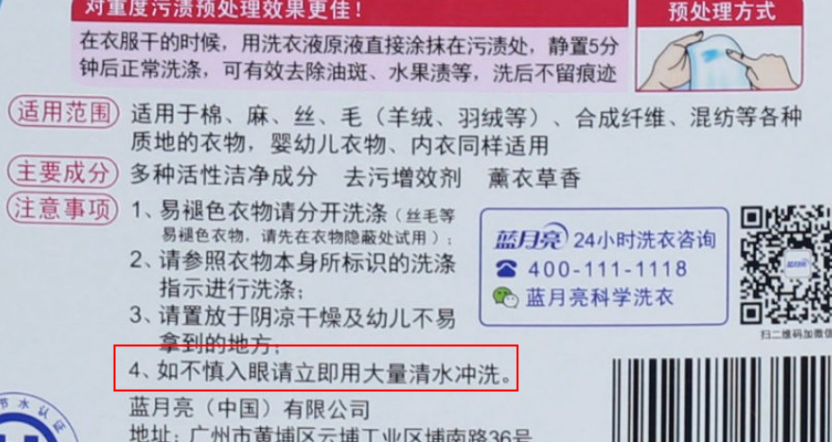 对重度污渍预处理效果更佳!
预处理方式
在衣服干的时候，用洗衣液原液直接涂抹在污渍处，静置5分
钟后正常洗涤，可有效去除油斑、水果渍等，洗后不留痕迹
适用范围 适用于棉、麻、丝、毛（羊绒、羽绒等）、合成纤维、混纺等各种
质地的衣物，婴幼儿衣物、内衣同样适用
主要成分 多种活性洁净成分 去污增效剂 薰衣草香
注意事项 1、易褪色衣物请分开洗涤（丝毛等
易褪色衣物，请先在衣物隐蔽处试用）；
2、请参照衣物本身所标识的洗涤
指示进行洗涤；
3、请置放于阴凉干燥及幼儿不易
拿到的地方；
4、如不慎入眼请立即用大量清水冲洗。
蓝月亮（中国）有限公司
地址：广州市黄埔区云埔工业区埔南路36号
蓝月亮 24小时洗衣咨询
400-111-1118
蓝月亮科学洗衣
蓝月亮
扫二维码加微信
节水认证